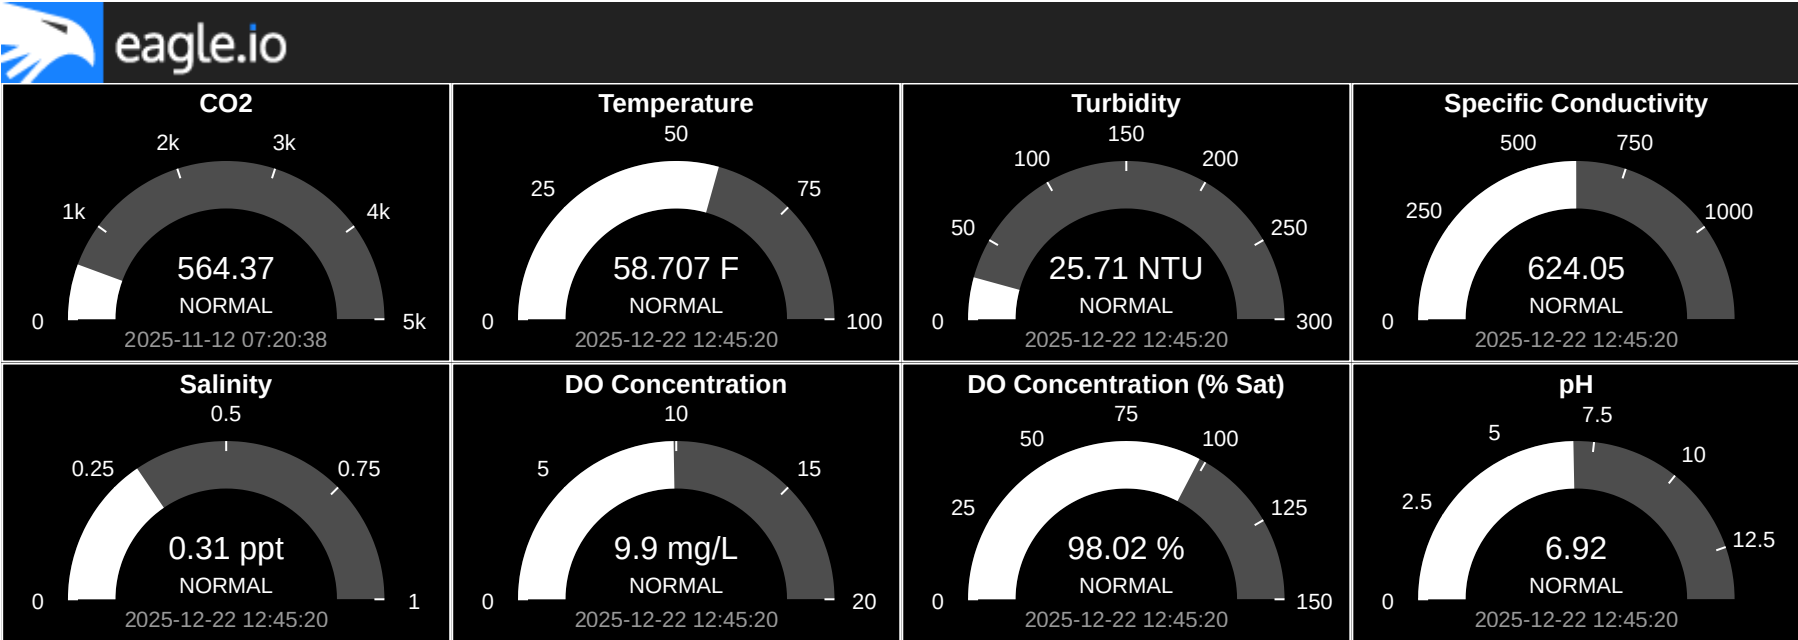 eagle.io
CO2
0
1k
2k
3k
4k
5k
564.37
NORMAL
2025-11-12 07:20:38
Temperature
0
25
50
75
100
58.707 F
NORMAL
2025-12-22 12:45:20
Turbidity
0
50
100
150
200
250
300
25.71 NTU
NORMAL
2025-12-22 12:45:20
Specific Conductivity
0
250
500
750
1000
624.05
NORMAL
2025-12-22 12:45:20
Salinity
0
0.25
0.5
0.75
1
0.31 ppt
NORMAL
2025-12-22 12:45:20
DO Concentration
0
5
10
15
20
9.9 mg/L
NORMAL
2025-12-22 12:45:20
DO Concentration (% Sat)
0
25
50
75
100
125
150
98.02 %
NORMAL
2025-12-22 12:45:20
pH
0
2.5
5
7.5
10
12.5
6.92
NORMAL
2025-12-22 12:45:20